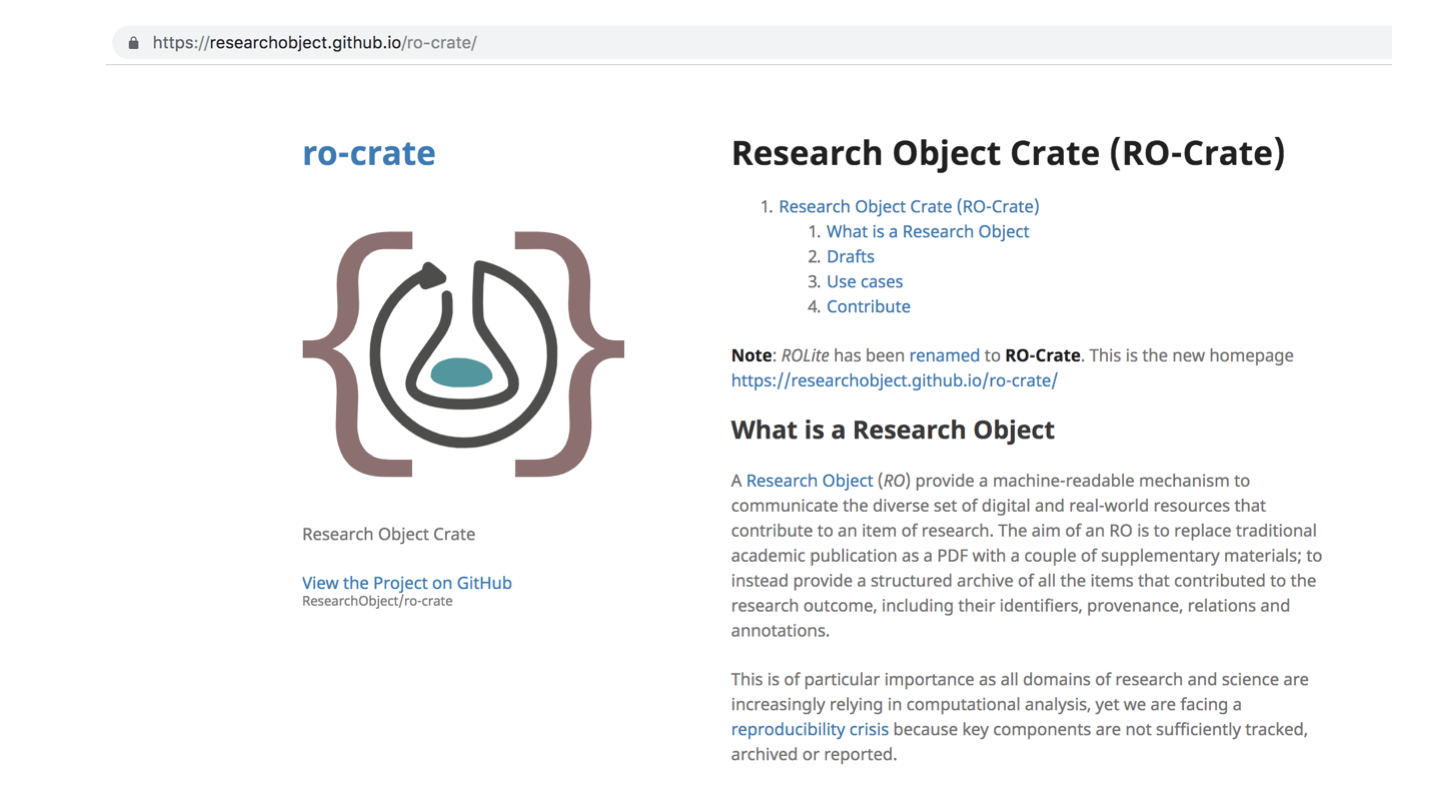 https://researchobject.github.io/ro-crate/
ro-crate
Research Object Crate
View the Project on GitHub
ResearchObject/ro-crate
Research Object Crate (RO-Crate)
1. Research Object Crate (RO-Crate)
1. What is a Research Object
2. Drafts
3. Use cases
4. Contribute
Note: ROLite has been renamed to RO-Crate. This is the new homepage
https://researchobject.github.io/ro-crate/
What is a Research Object
A Research Object (RO) provide a machine-readable mechanism to
communicate the diverse set of digital and real-world resources that
contribute to an item of research. The aim of an RO is to replace traditional
academic publication as a PDF with a couple of supplementary materials; to
instead provide a structured archive of all the items that contributed to the
research outcome, including their identifiers, provenance, relations and
annotations.
This is of particular importance as all domains of research and science are
increasingly relying in computational analysis, yet we are facing a
reproducibility crisis because key components are not sufficiently tracked,
archived or reported.